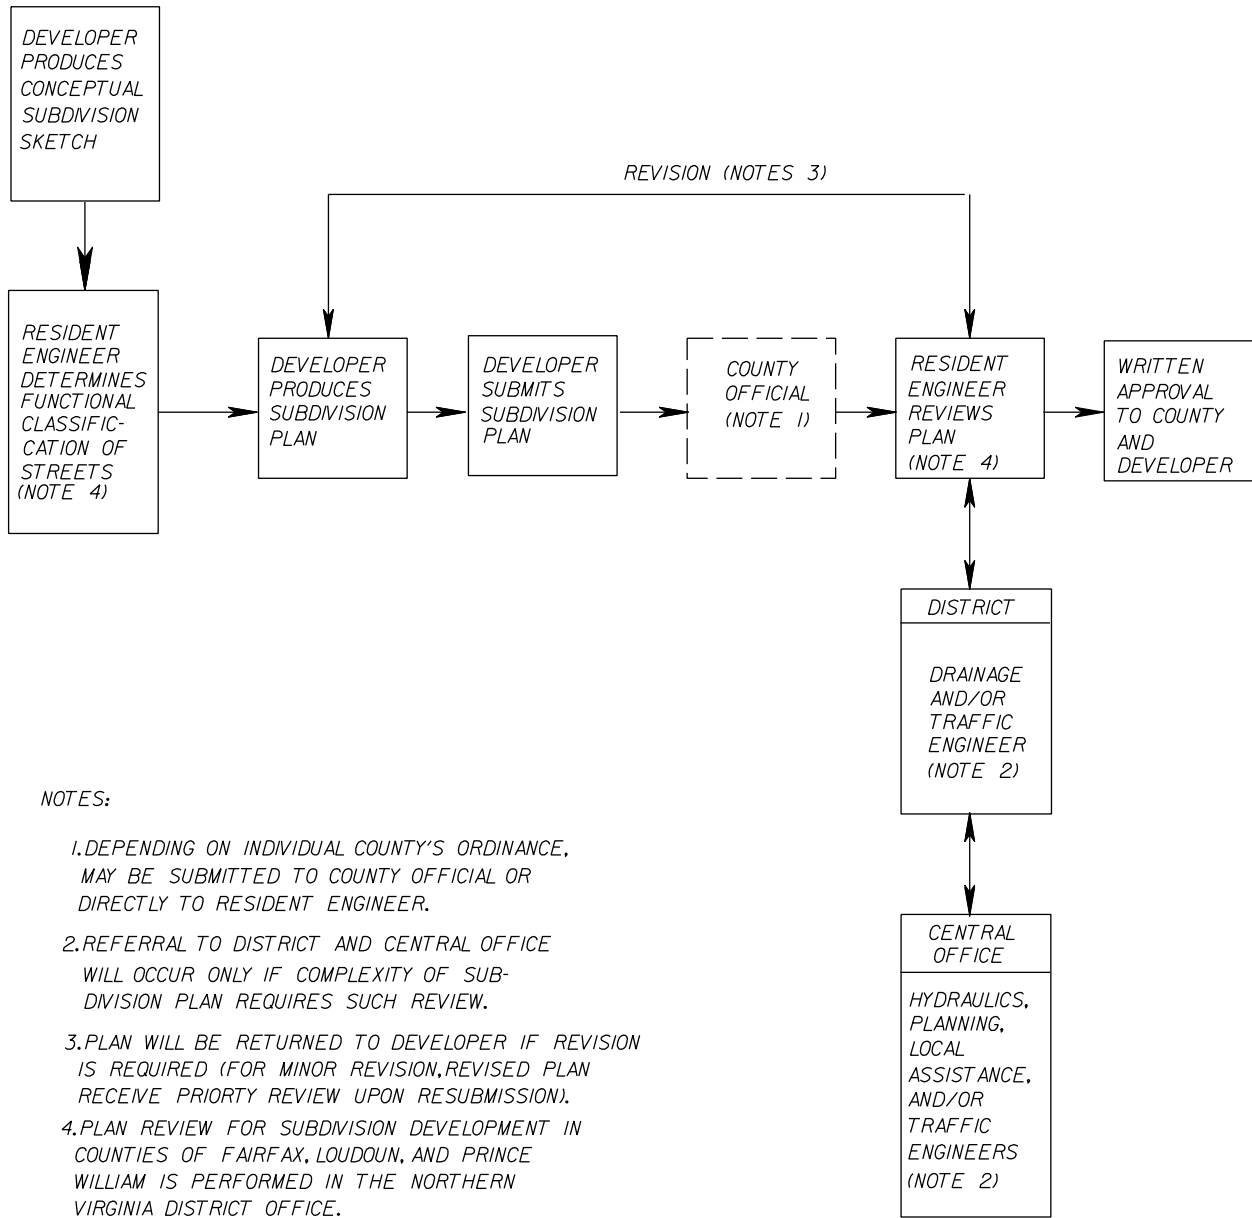 DEVELOPER
PRODUCES
CONCEPTUAL
SUBDIVISION
SKETCH
REVISION (NOTES 3)
RESIDENT
ENGINEER
DETERMINES
FUNCTIONAL
CLASSIFIC-
CATION OF
STREETS
(NOTE 4)
DEVELOPER
PRODUCES
SUBDIVISION
PLAN
DEVELOPER
SUBMITS
SUBDIVISION
PLAN
COUNTY
OFFICIAL
(NOTE 1)
RESIDENT
ENGINEER
REVIEWS
PLAN
(NOTE 4)
WRITTEN
APPROVAL
TO COUNTY
AND
DEVELOPER
DISTRICT
DRAINAGE
AND/OR
TRAFFIC
ENGINEER
(NOTE 2)
CENTRAL
OFFICE
HYDRAULICS,
PLANNING,
LOCAL
ASSISTANCE,
AND/OR
TRAFFIC
ENGINEERS
(NOTE 2)
NOTES:
1. DEPENDING ON INDIVIDUAL COUNTY'S ORDINANCE,
MAY BE SUBMITTED TO COUNTY OFFICIAL OR
DIRECTLY TO RESIDENT ENGINEER.
2. REFERRAL TO DISTRICT AND CENTRAL OFFICE
WILL OCCUR ONLY IF COMPLEXITY OF SUB-
DIVISION PLAN REQUIRES SUCH REVIEW.
3. PLAN WILL BE RETURNED TO DEVELOPER IF REVISION
IS REQUIRED (FOR MINOR REVISION, REVISED PLAN
RECEIVE PRIORTY REVIEW UPON RESUBMISSION).
4. PLAN REVIEW FOR SUBDIVISION DEVELOPMENT IN
COUNTIES OF FAIRFAX, LOUDOUN, AND PRINCE
WILLIAM IS PERFORMED IN THE NORTHERN
VIRGINIA DISTRICT OFFICE.